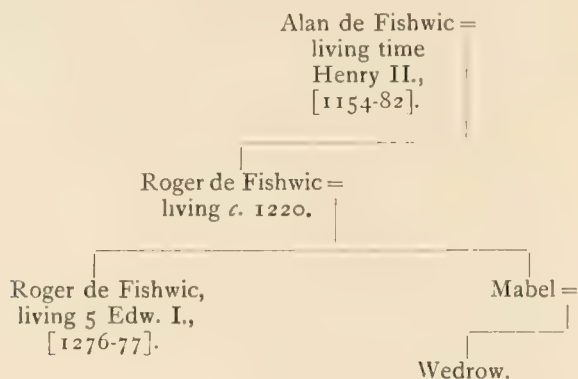 Alan de Fishwic =
living time
Henry II.,
[1154-82].
Roger de Fishwic =
living c. 1220.
Roger de Fishwic,
living 5 Edw. I.,
[1276-77].
Mabel =
Wedrow.